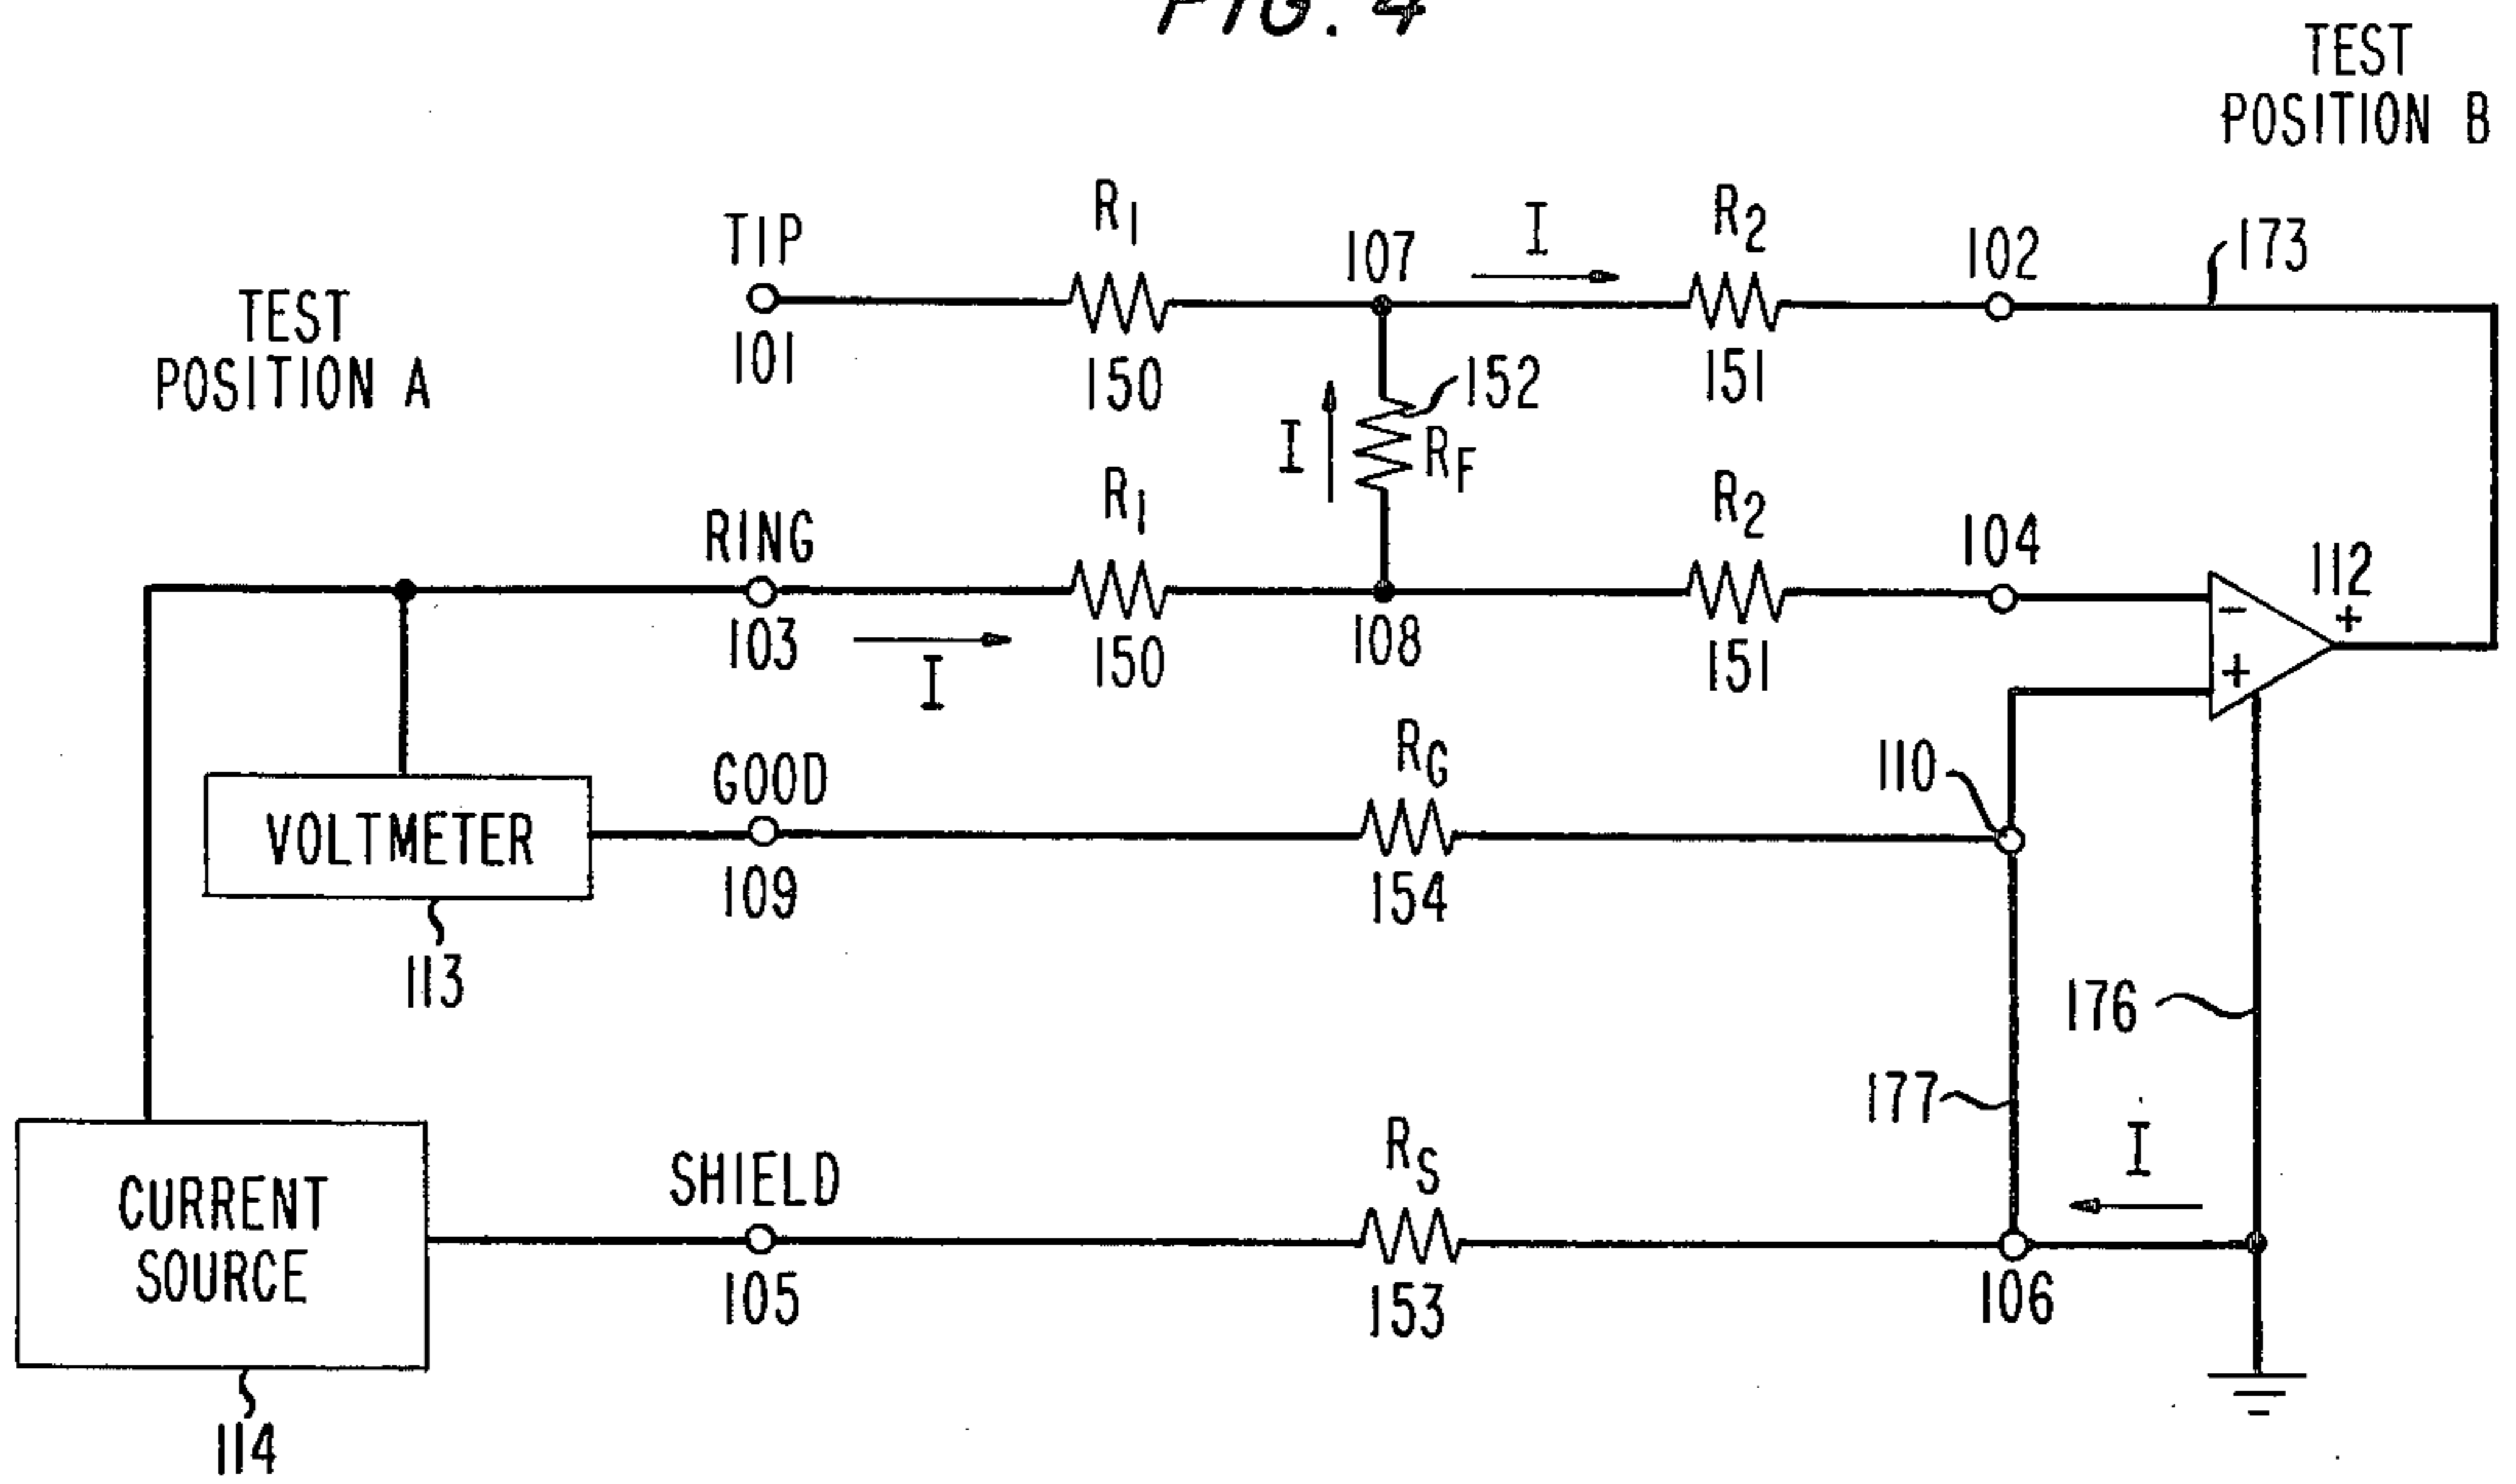 FIG. 4
TEST
POSITION B
TEST
POSITION A
TIP
101
R1
150
107
I
R2
151
102
173
I
152
RF
RING
103
I
R1
150
108
R2
151
104
-
+
112
+
VOLTMETER
113
GOOD
109
RG
154
110
176
177
I
CURRENT
SOURCE
114
SHIELD
105
RS
153
106